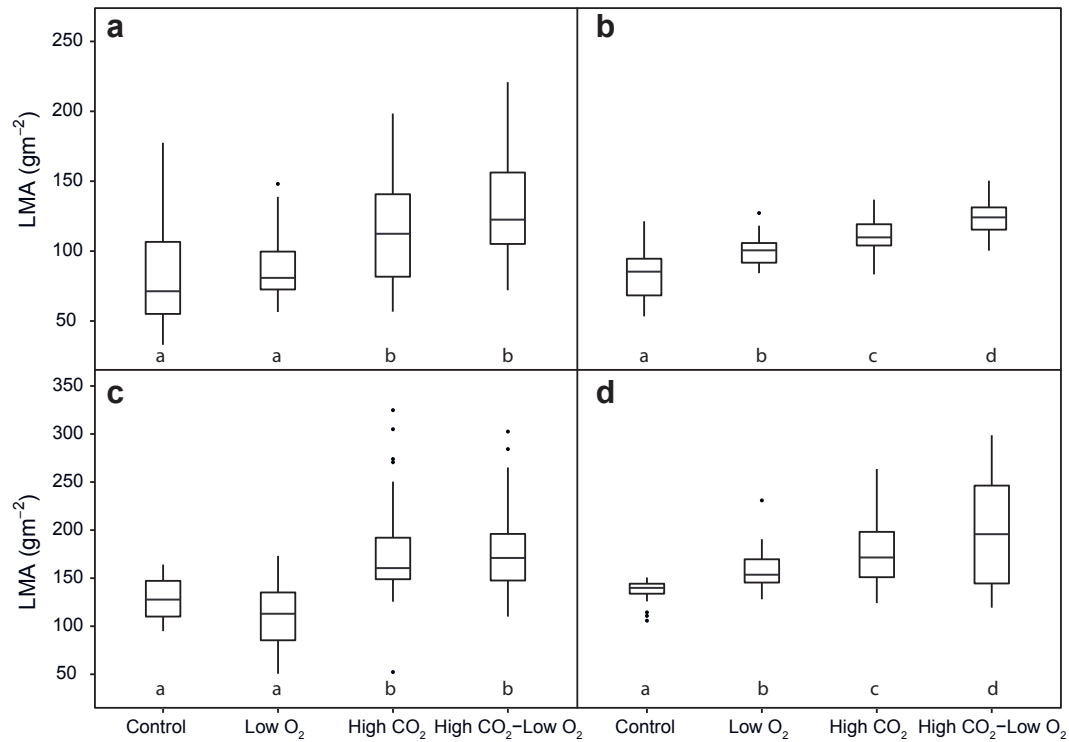 a
b
LMA (gm⁻²)
250
200
150
100
50
a a b b
a b c d
c
d
LMA (gm⁻²)
350
300
250
200
150
100
50
a a b b
a b c d
Control Low O₂ High CO₂ High CO₂−Low O₂
Control Low O₂ High CO₂ High CO₂−Low O₂